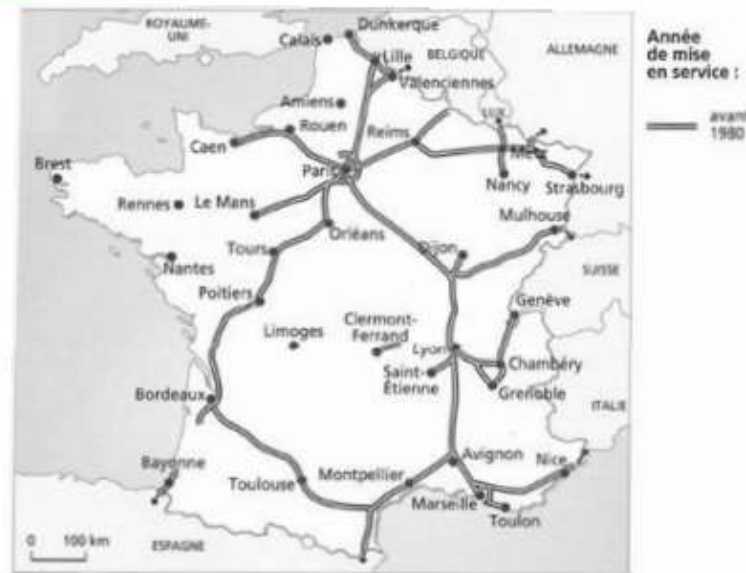 ROYAUME-
UNI
Dunkerque
Calais
Lille
BELGIQUE
ALLEMAGNE
Valenciennes
Amiens
Rouen
Reims
LUX.
Caen
Metz
Paris
Brest
Nancy
Strasbourg
Rennes
Le Mans
Mulhouse
Orléans
Dijon
Tours
Nantes
SUISSE
Poitiers
Genève
Limoges
Clermont-
Ferrand
Lyon
Chambéry
Saint-
Étienne
Grenoble
Bordeaux
ITALIE
Avignon
Nice
Bayonne
Toulouse
Montpellier
Marseille
Toulon
0 100 km
ESPAGNE
Année
de mise
en service :
avant
1980